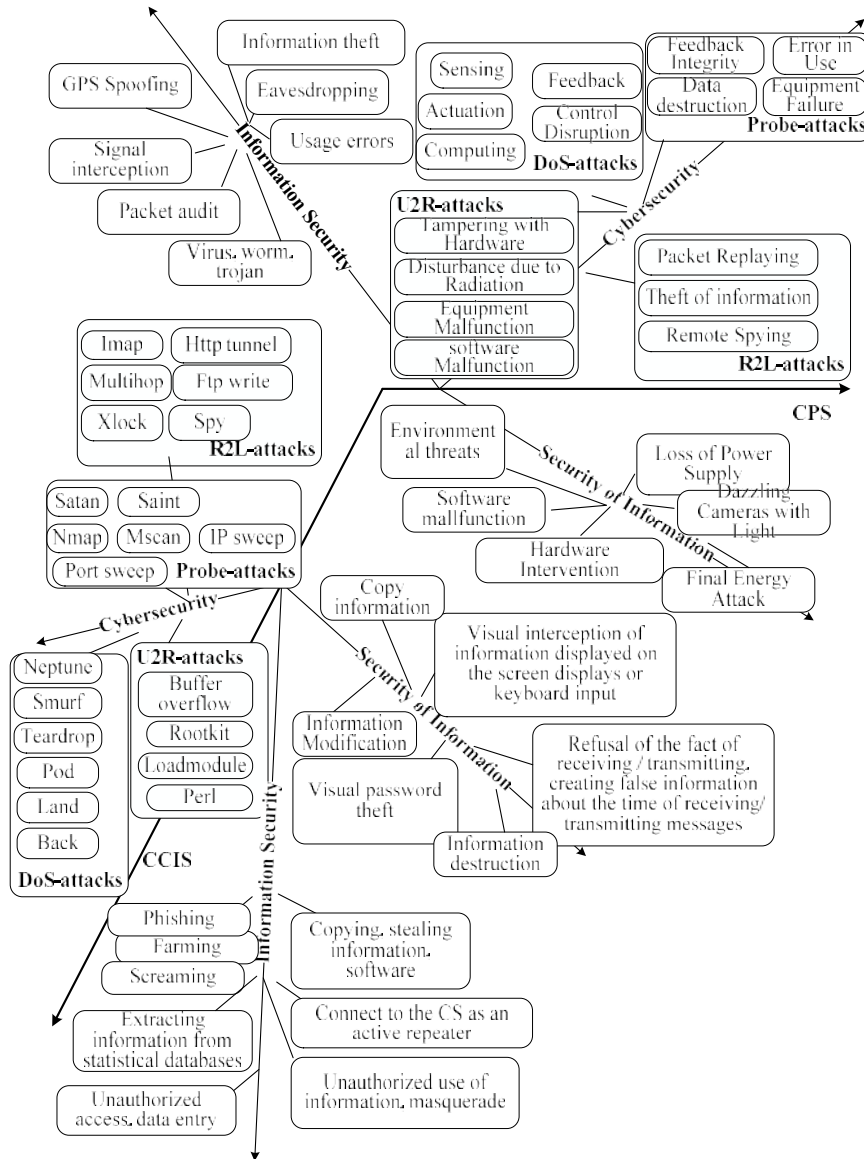 Information theft
GPS Spoofing
Eavesdropping
Usage errors
Signal
interception
Packet audit
Virus, worm,
trojan
Information Security
Sensing
Feedback
Actuation
Control
Disruption
Computing
DoS-attacks
Feedback
Integrity
Error in
Use
Data
destruction
Equipment
Failure
Probe-attacks
Cybersecurity
U2R-attacks
Tampering with
Hardware
Disturbance due to
Radiation
Equipment
Malfunction
software
Malfunction
Packet Replaying
Theft of information
Remote Spying
R2L-attacks
CPS
Imap
Http tunnel
Multihop
Ftp write
Xlock
Spy
R2L-attacks
Environment
al threats
Security of Information
Loss of Power
Supply
Dazzling
Cameras with
Light
Software
mallfunction
Hardware
Intervention
Final Energy
Attack
Satan
Saint
Nmap
Mscan
IP sweep
Port sweep
Probe-attacks
Cybersecurity
Neptune
Smurf
Teardrop
Pod
Land
Back
DoS-attacks
U2R-attacks
Buffer
overflow
Rootkit
Loadmodule
Perl
CCIS
Copy
information
Security of Information
Visual interception of
information displayed on
the screen displays or
keyboard input
Information
Modification
Visual password
theft
Refusal of the fact of
receiving / transmitting,
creating false information
about the time of receiving/
transmitting messages
Information
destruction
Information Security
Phishing
Farming
Screaming
Extracting
information from
statistical databases
Unauthorized
access, data entry
Copying, stealing
information,
software
Connect to the CS as an
active repeater
Unauthorized use of
information, masquerade